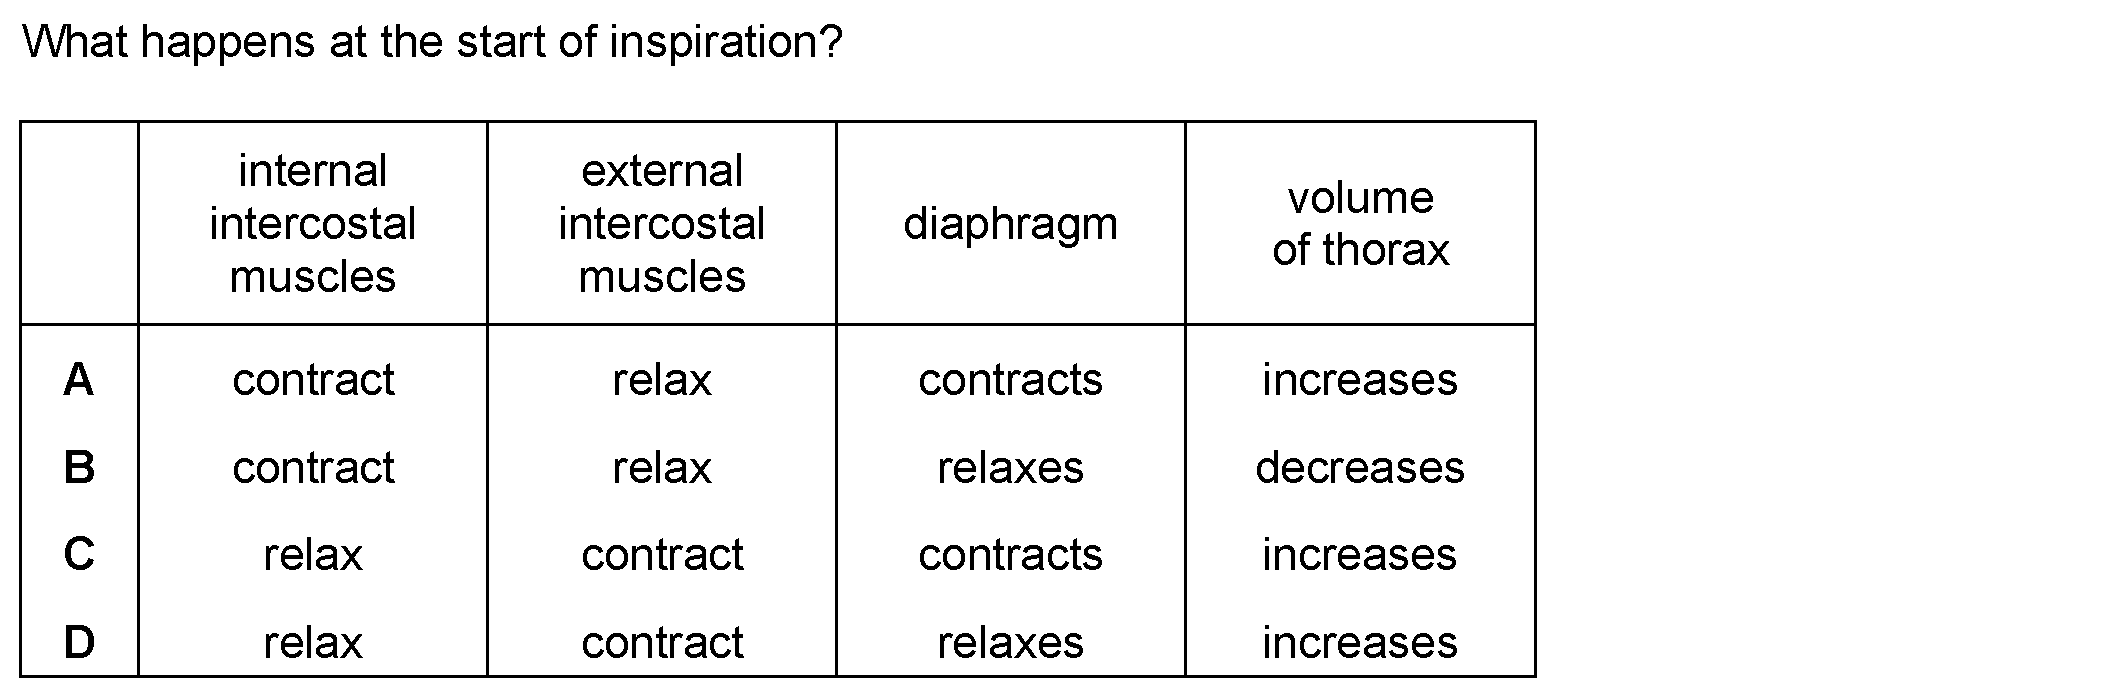 What happens at the start of inspiration?
internal intercostal muscles external intercostal muscles diaphragm volume of thorax
A contract relax contracts increases
B contract relax relaxes decreases
C relax contract contracts increases
D relax contract relaxes increases